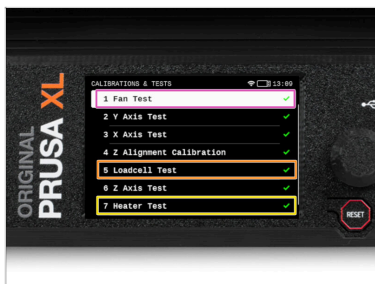 ORIGINAL
PRUSA XL
CALIBRATIONS & TESTS 13:09
1 Fan Test
2 Y Axis Test
3 X Axis Test
4 Z Alignment Calibration
5 Loadcell Test
6 Z Axis Test
7 Heater Test
RESET